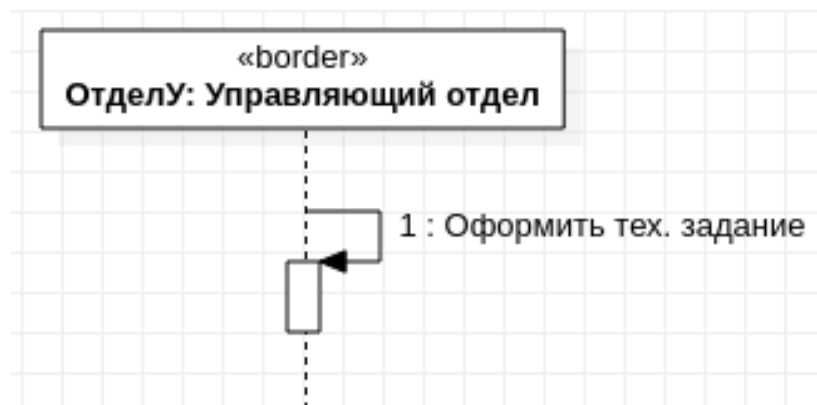 «border»
ОтделУ: Управляющий отдел
1 : Оформить тех. задание